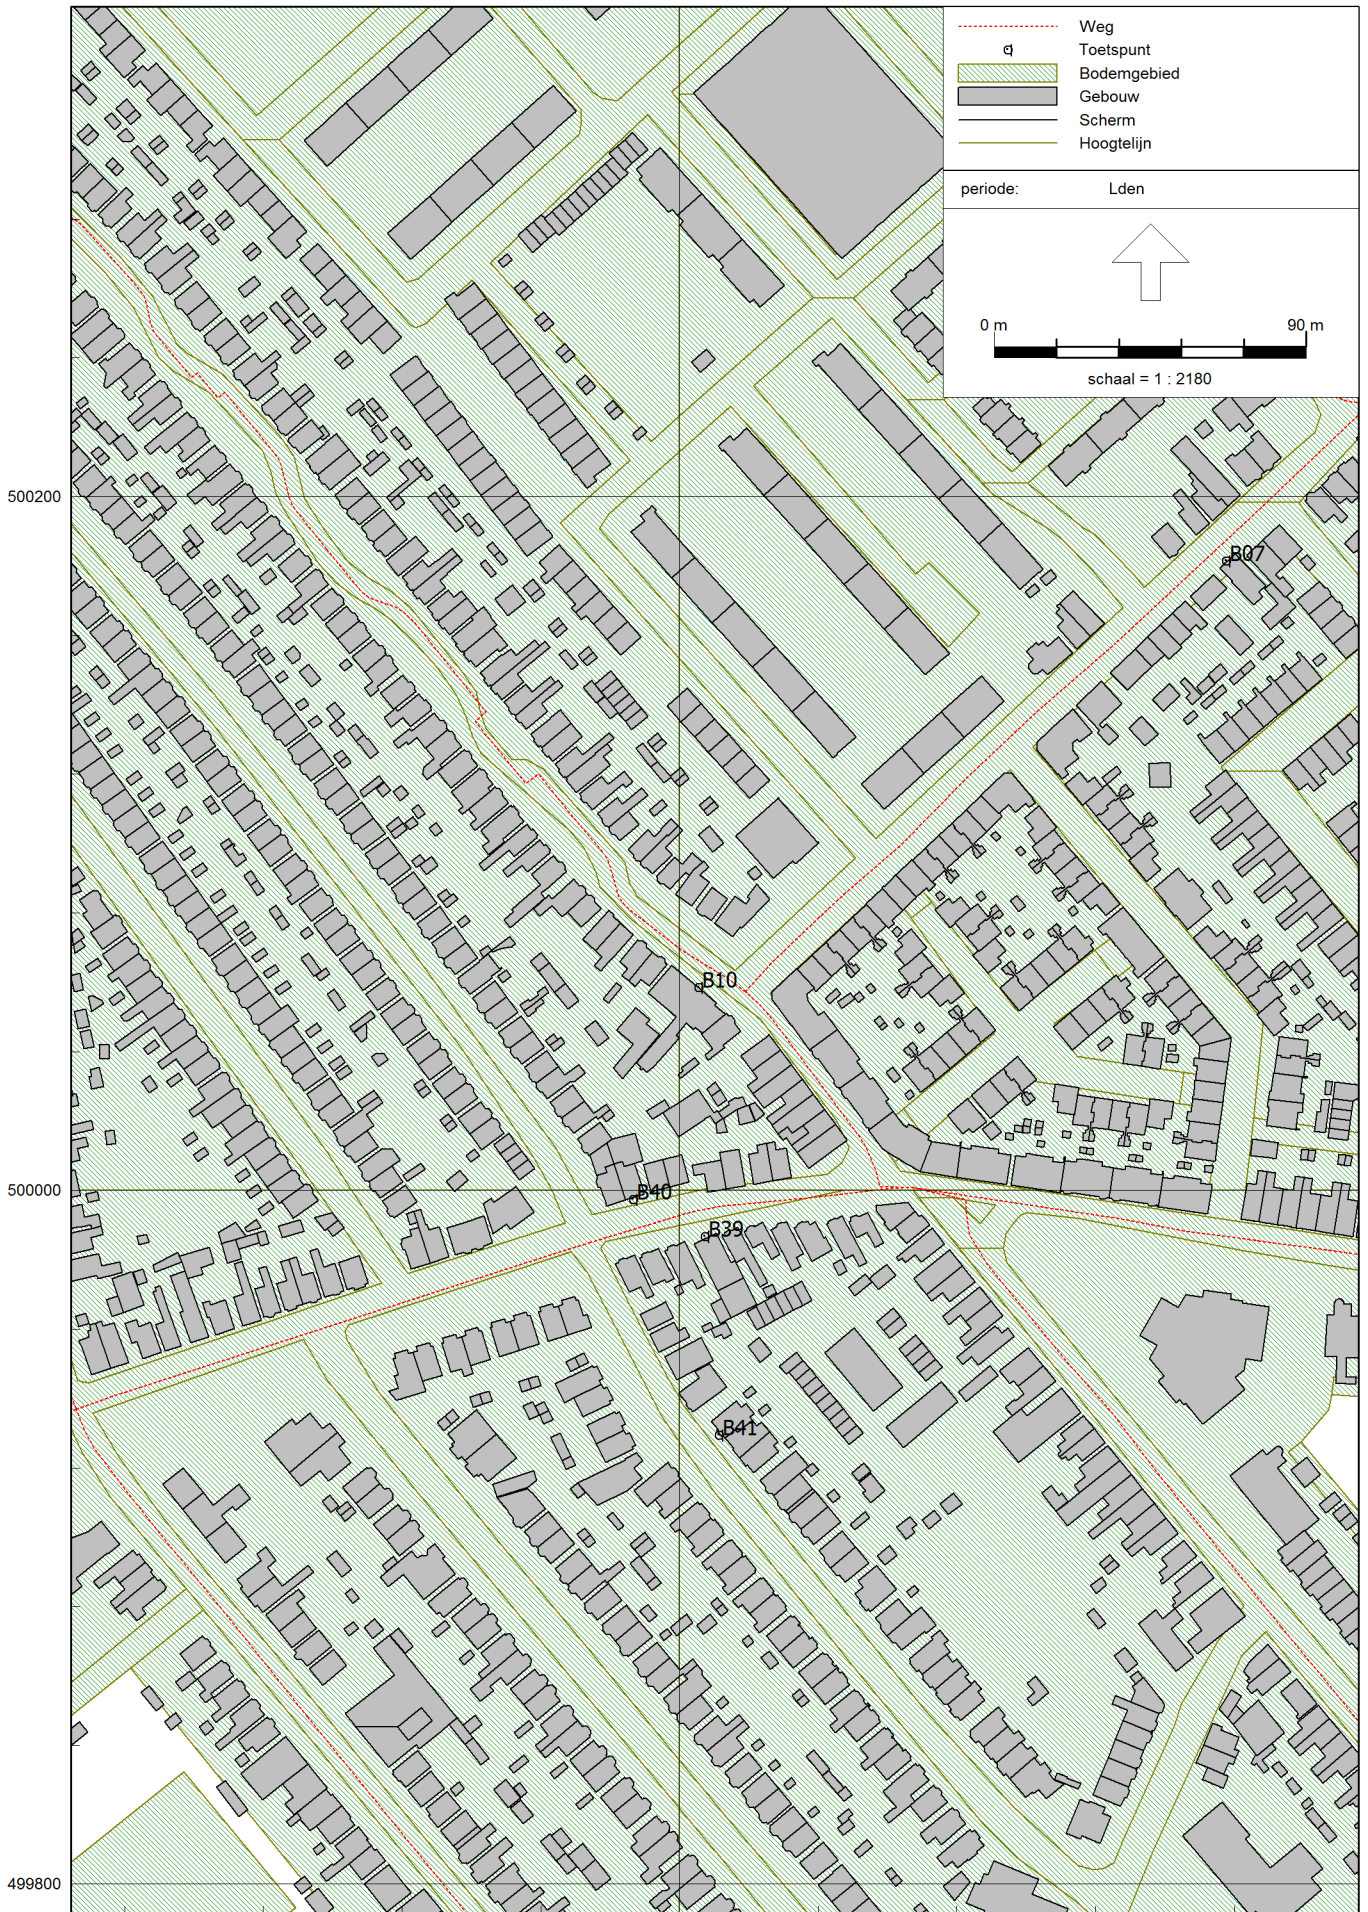 Weg
Toetspunt
Bodemgebied
Gebouw
Scherm
Hoogtelijn
periode: Lden
0 m 90 m
schaal = 1 : 2180
500200
B07
B10
500000
B40
B39
B41
499800